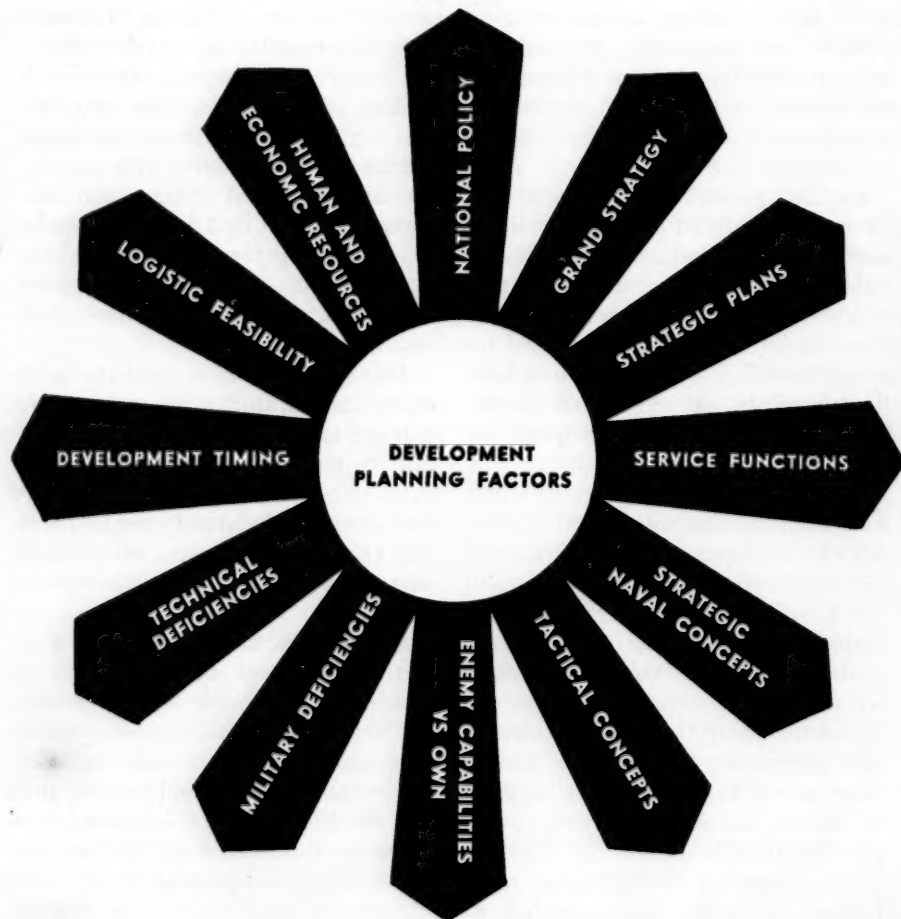 DEVELOPMENT
PLANNING FACTORS
NATIONAL POLICY
GRAND STRATEGY
STRATEGIC PLANS
SERVICE FUNCTIONS
STRATEGIC
NAVAL CONCEPTS
TACTICAL CONCEPTS
ENEMY CAPABILITIES
VS OWN
MILITARY DEFICIENCIES
TECHNICAL
DEFICIENCIES
DEVELOPMENT TIMING
LOGISTIC FEASIBILITY
HUMAN AND
ECONOMIC RESOURCES